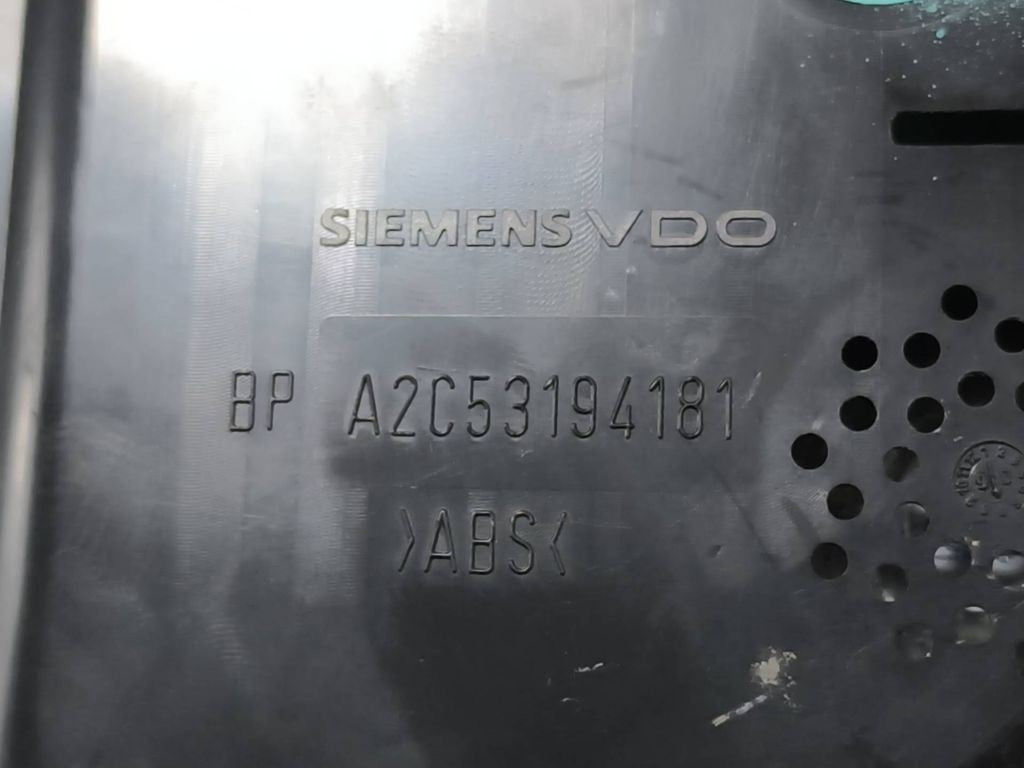 SIEMENS VDO
BP A2C53194181
>ABS<